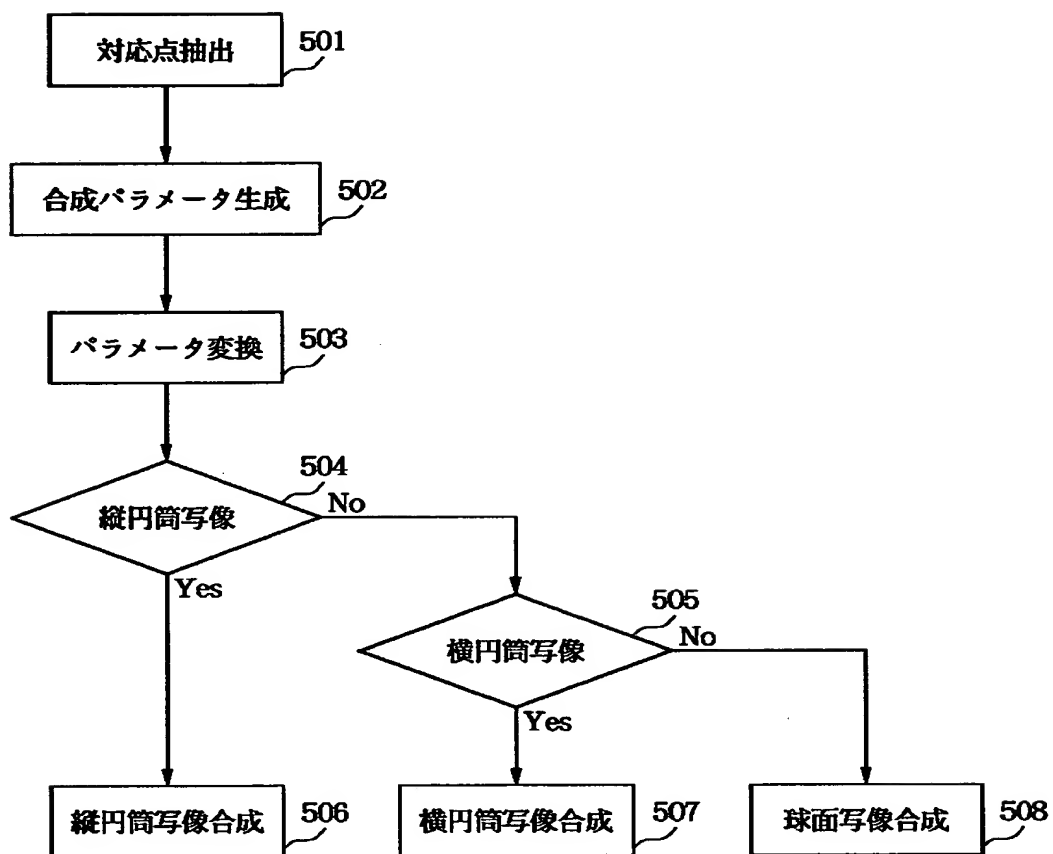 対応点抽出
501
合成パラメータ生成
502
パラメータ変換
503
504
縦円筒写像
No
Yes
505
横円筒写像
No
Yes
縦円筒写像合成
506
横円筒写像合成
507
球面写像合成
508